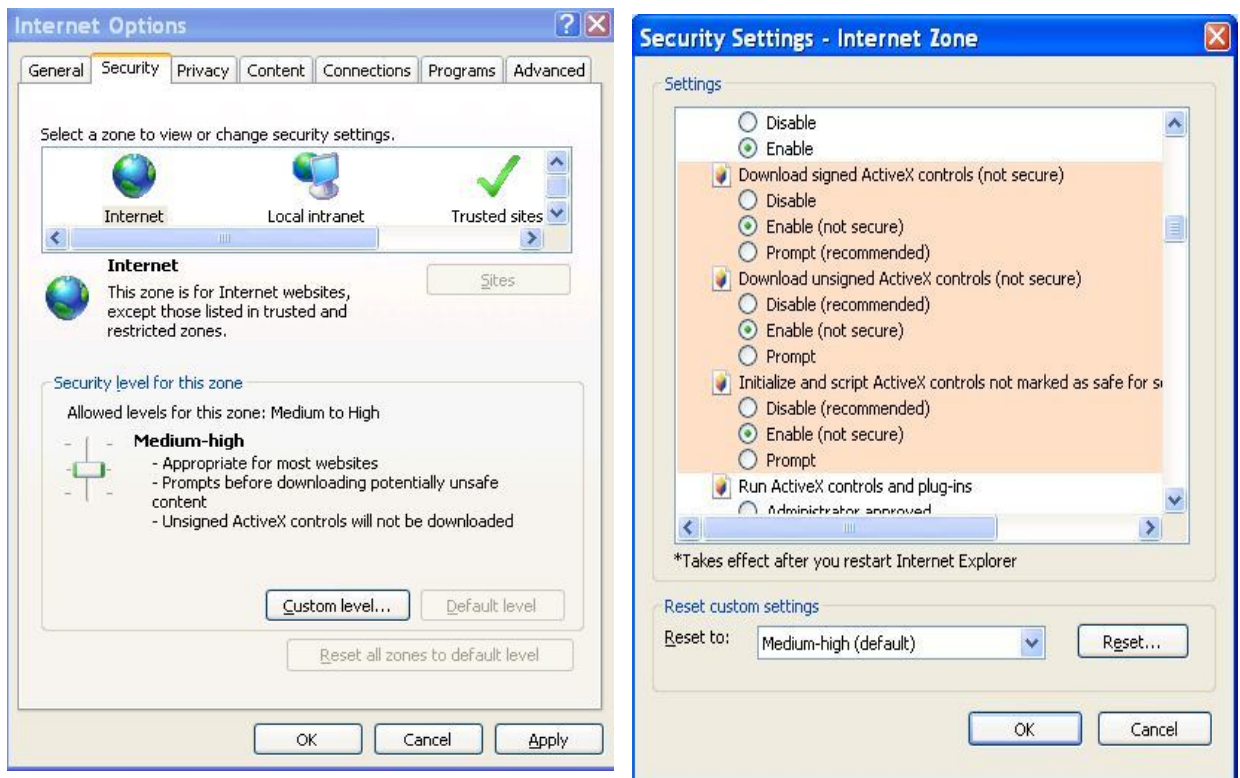 Internet Options
General Security Privacy Content Connections Programs Advanced
Select a zone to view or change security settings.
Internet Local intranet Trusted sites
Internet
This zone is for Internet websites,
except those listed in trusted and
restricted zones.
Sites
Security level for this zone
Allowed levels for this zone: Medium to High
Medium-high
- Appropriate for most websites
- Prompts before downloading potentially unsafe
content
- Unsigned ActiveX controls will not be downloaded
Custom level... Default level
Reset all zones to default level
OK Cancel Apply
Security Settings - Internet Zone
Settings
Disable
Enable
Download signed ActiveX controls (not secure)
Disable
Enable (not secure)
Prompt (recommended)
Download unsigned ActiveX controls (not secure)
Disable (recommended)
Enable (not secure)
Prompt
Initialize and script ActiveX controls not marked as safe for s
Disable (recommended)
Enable (not secure)
Prompt
Run ActiveX controls and plug-ins
Administrator approved
*Takes effect after you restart Internet Explorer
Reset custom settings
Reset to: Medium-high (default) Reset...
OK Cancel